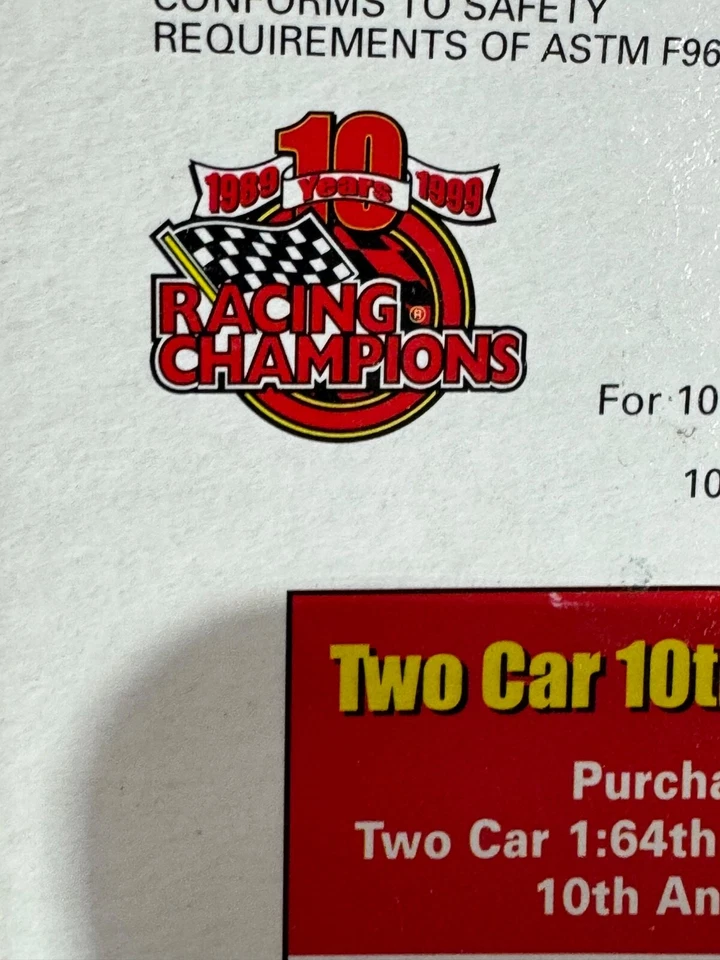 CONFORMS TO SAFETY
REQUIREMENTS OF ASTM F96
10
1989 Years 1999
RACING ®
CHAMPIONS
For 10
10
Two Car 10t
Purcha
Two Car 1:64th
10th An